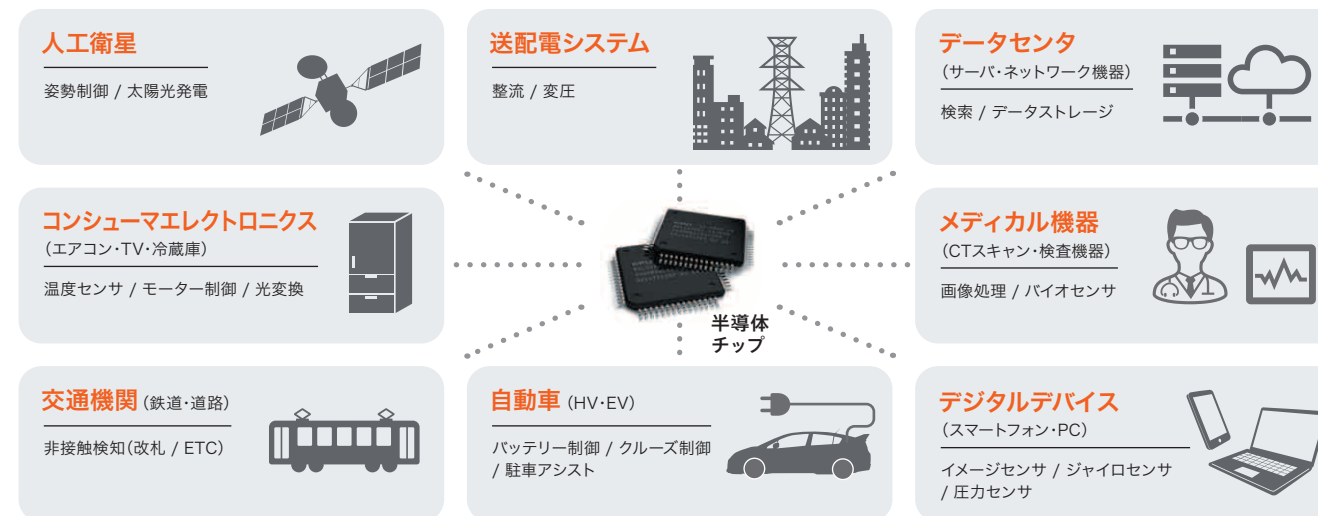 人工衛星
姿勢制御 / 太陽光発電
送配電システム
整流 / 変圧
データセンタ
（サーバ・ネットワーク機器）
検索 / データストレージ
コンシューマエレクトロニクス
（エアコン・TV・冷蔵庫）
温度センサ / モーター制御 / 光変換
半導体
チップ
メディカル機器
（CTスキャン・検査機器）
画像処理 / バイオセンサ
交通機関（鉄道・道路）
非接触検知（改札 / ETC）
自動車（HV・EV）
バッテリー制御 / クルーズ制御
/ 駐車アシスト
デジタルデバイス
（スマートフォン・PC）
イメージセンサ / ジャイロセンサ
/ 圧力センサ